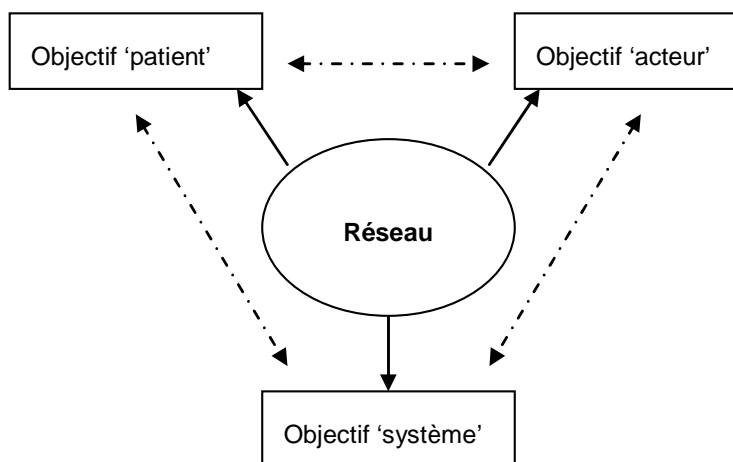 Objectif ‘patient’
Objectif ‘acteur’
Réseau
Objectif ‘système’